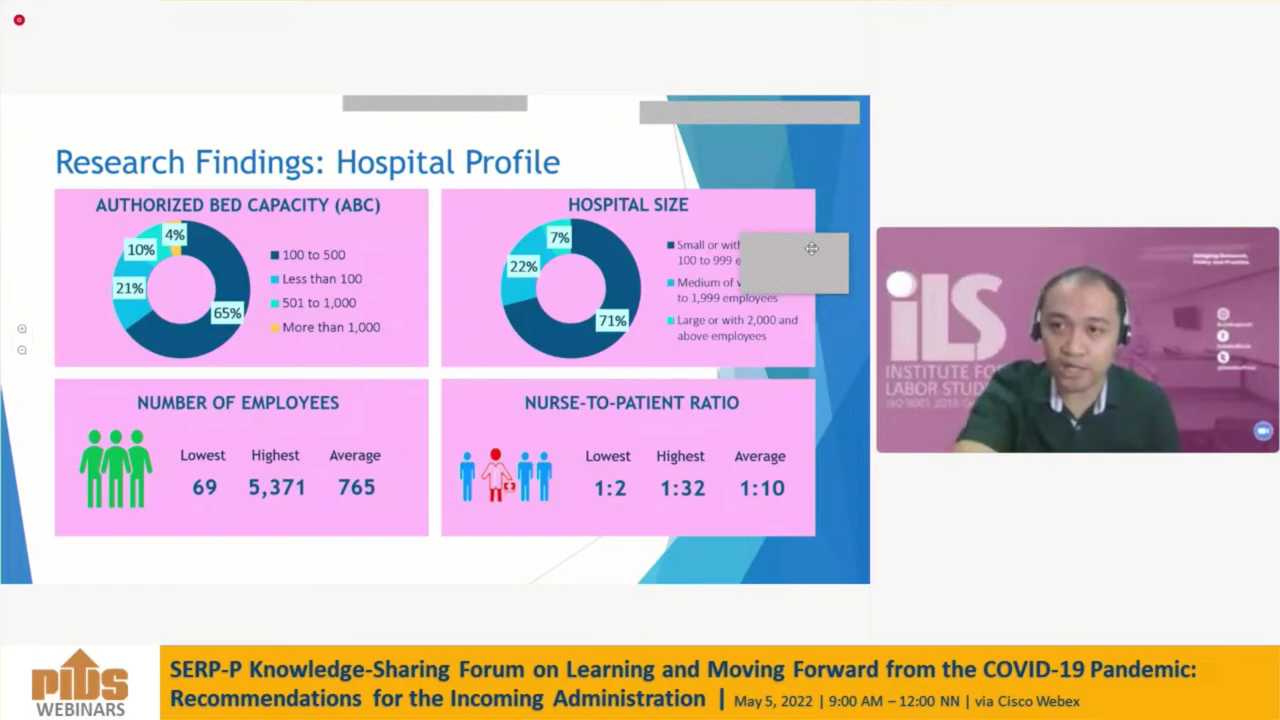 Research Findings: Hospital Profile
AUTHORIZED BED CAPACITY (ABC)
4%
10%
21%
65%
100 to 500
Less than 100
501 to 1,000
More than 1,000
HOSPITAL SIZE
7%
22%
71%
Small or with
100 to 999
Medium of
to 1,999 employees
Large or with 2,000 and
above employees
NUMBER OF EMPLOYEES
Lowest Highest Average
69 5,371 765
NURSE-TO-PATIENT RATIO
Lowest Highest Average
1:2 1:32 1:10
iLS
INSTITUTE FOR
LABOR STUD
PIDS
WEBINARS
SERP-P Knowledge-Sharing Forum on Learning and Moving Forward from the COVID-19 Pandemic:
Recommendations for the Incoming Administration | May 5, 2022 | 9:00 AM – 12:00 NN | via Cisco Webex